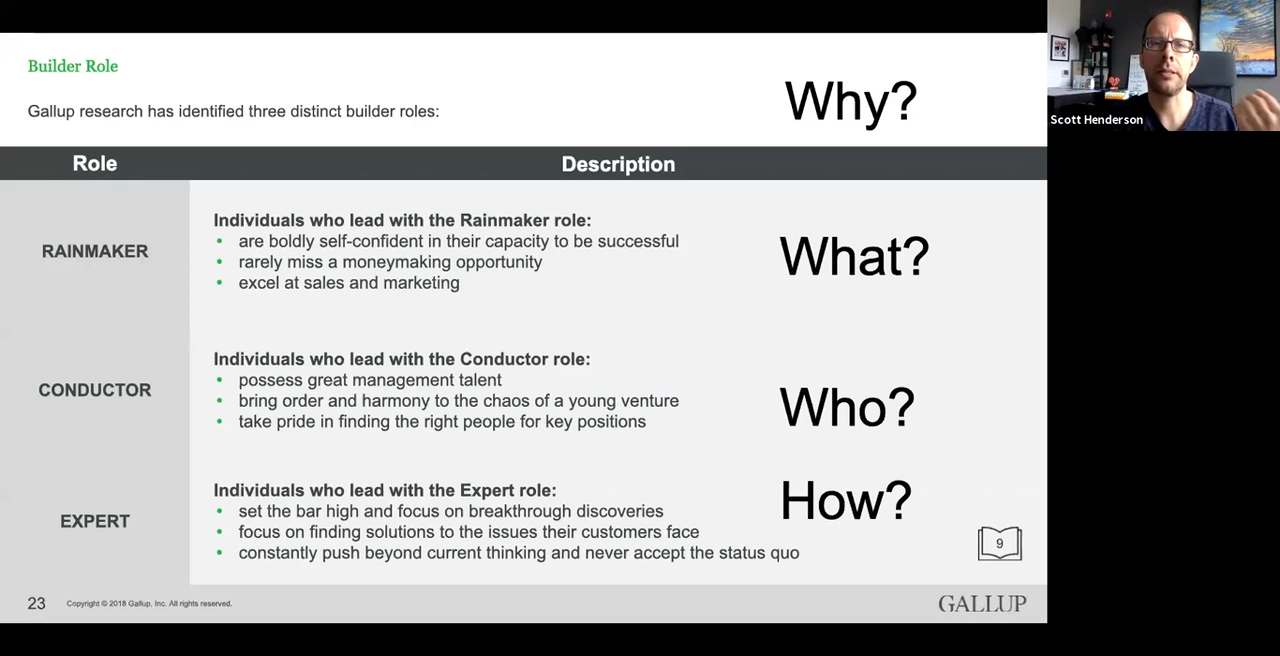 Builder Role
Why?
Gallup research has identified three distinct builder roles:
Scott Henderson
Role
Description
RAINMAKER
Individuals who lead with the Rainmaker role:
• are boldly self-confident in their capacity to be successful
• rarely miss a moneymaking opportunity
• excel at sales and marketing
What?
CONDUCTOR
Individuals who lead with the Conductor role:
• possess great management talent
• bring order and harmony to the chaos of a young venture
• take pride in finding the right people for key positions
Who?
EXPERT
Individuals who lead with the Expert role:
• set the bar high and focus on breakthrough discoveries
• focus on finding solutions to the issues their customers face
• constantly push beyond current thinking and never accept the status quo
How?
9
23
Copyright © 2018 Gallup, Inc. All rights reserved.
GALLUP